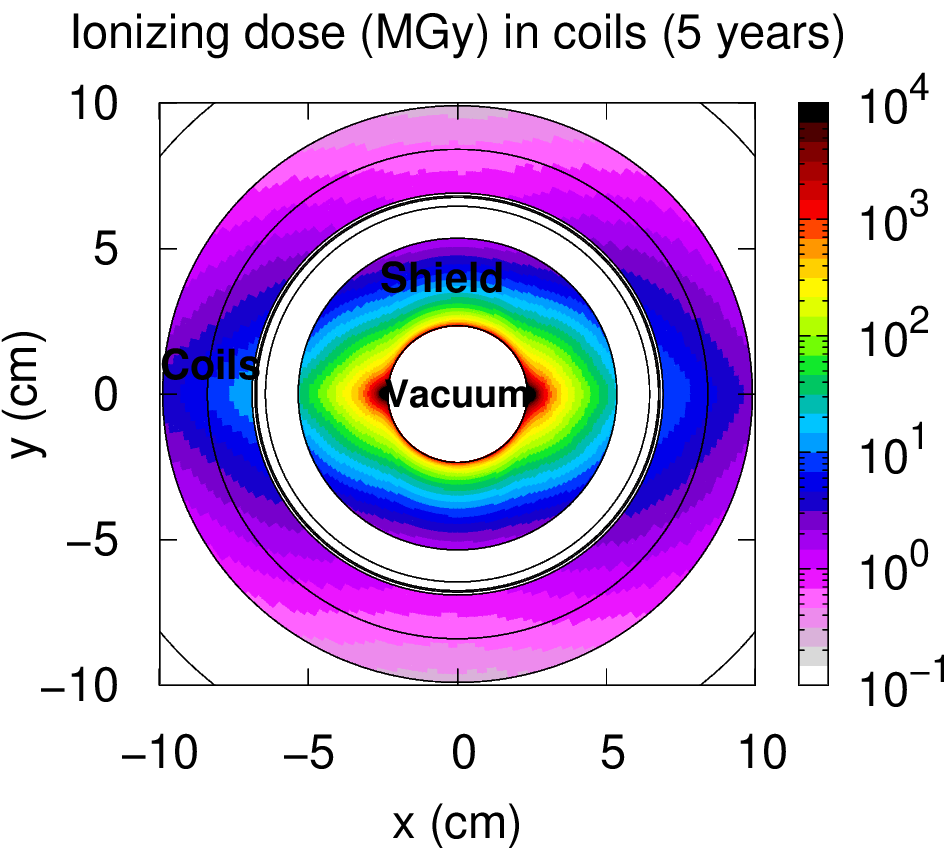 Ionizing dose (MGy) in coils (5 years)
10
5
0
−5
−10
y (cm)
Shield
Coils
Vacuum
−10 −5 0 5 10
x (cm)
10^4
10^3
10^2
10^1
10^0
10^−1